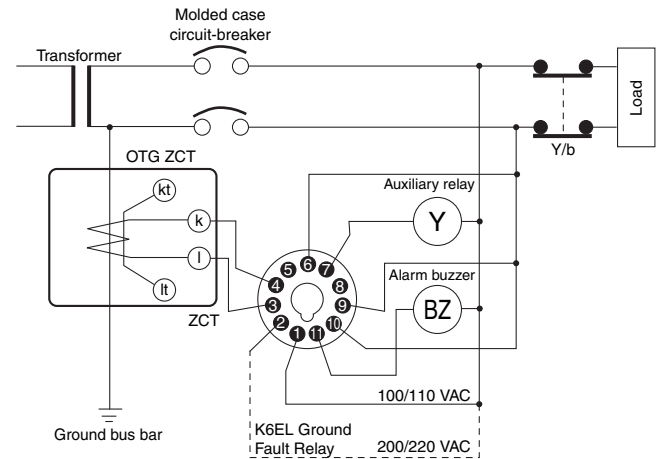 Molded case
circuit-breaker
Transformer
Load
Y/b
OTG ZCT
kt
k
l
lt
ZCT
Auxiliary relay
Y
Alarm buzzer
BZ
5
6
7
4
8
3
9
2
1
11
10
100/110 VAC
K6EL Ground
Fault Relay
200/220 VAC
Ground bus bar